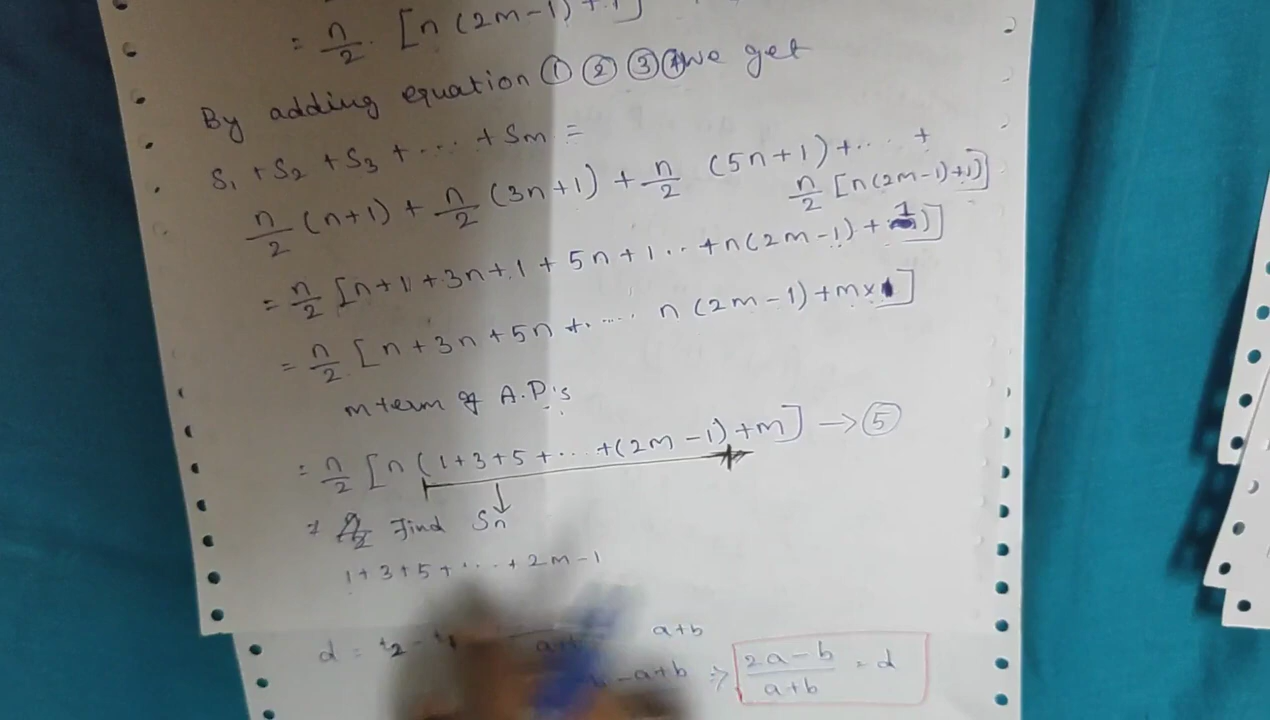 = n/2 . [n (2m-1) + 1]
By adding equation ① ② ③ ④ we get
S₁ + S₂ + S₃ + .... + Sm =
n/2 (n+1) + n/2 (3n+1) + n/2 (5n+1) + .... +
n/2 [n(2m-1)+1)]
= n/2 [n+1 + 3n+1 + 5n+1 .. + n(2m-1) + 1)]
= n/2 [n + 3n + 5n + ..... n (2m-1) + m×1]
m term of A.P's
= n/2 [n (1+3+5+... +(2m-1) +m] → ⑤
Find Sn
1+3+5+.... + 2m-1
a+b
d = t₂-t₁
-a+b ⇒ 2a-b/a+b = d